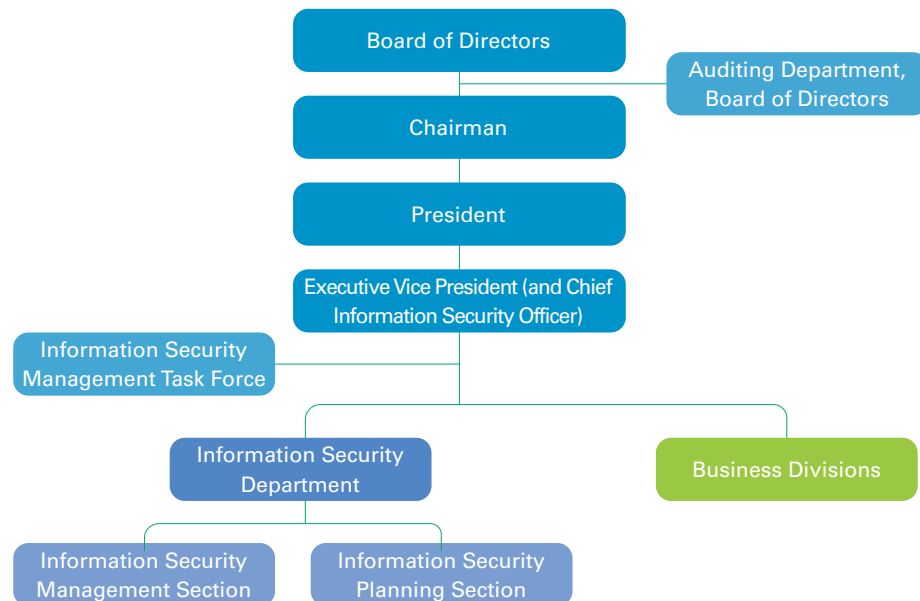 Board of Directors
Auditing Department,
Board of Directors
Chairman
President
Executive Vice President (and Chief
Information Security Officer)
Information Security
Management Task Force
Information Security
Department
Business Divisions
Information Security
Management Section
Information Security
Planning Section